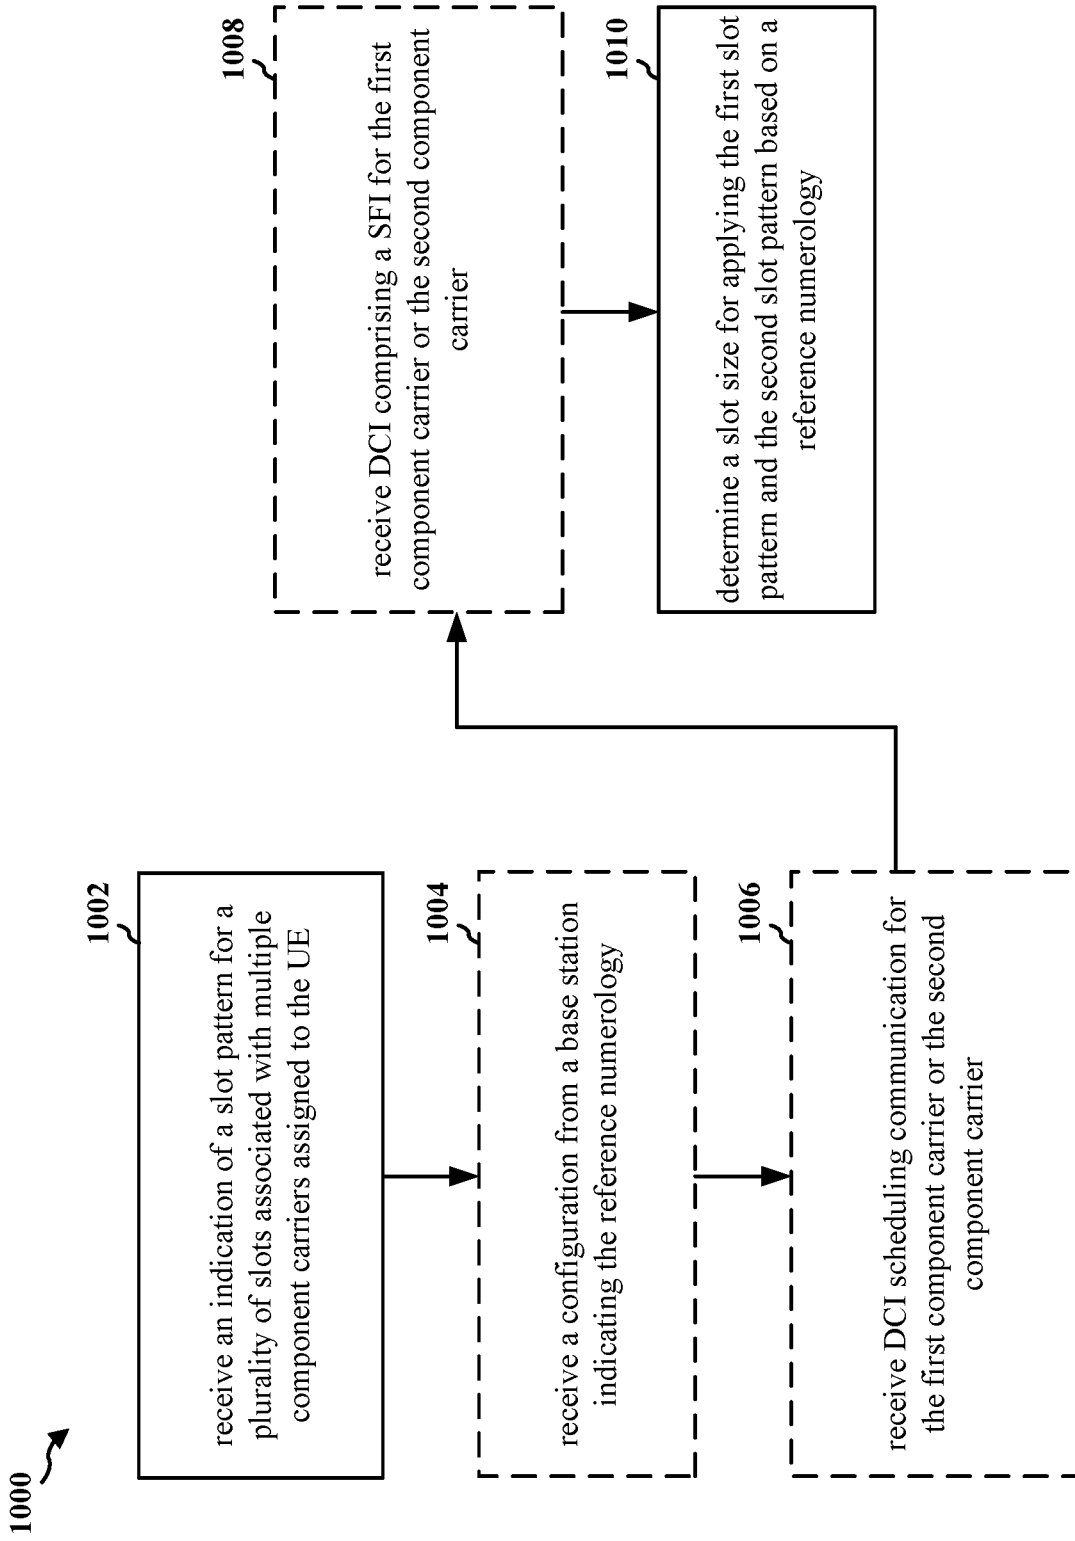 1000
1002
receive an indication of a slot pattern for a
plurality of slots associated with multiple
component carriers assigned to the UE
1004
receive a configuration from a base station
indicating the reference numerology
1006
receive DCI scheduling communication for
the first component carrier or the second
component carrier
1008
receive DCI comprising a SFI for the first
component carrier or the second component
carrier
1010
determine a slot size for applying the first slot
pattern and the second slot pattern based on a
reference numerology